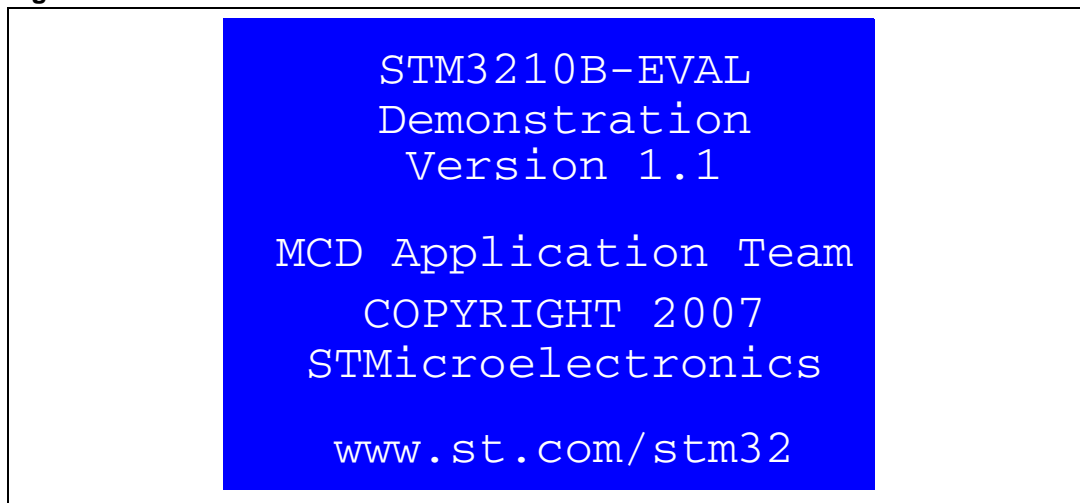 STM3210B-EVAL
Demonstration
Version 1.1
MCD Application Team
COPYRIGHT 2007
STMicroelectronics
www.st.com/stm32